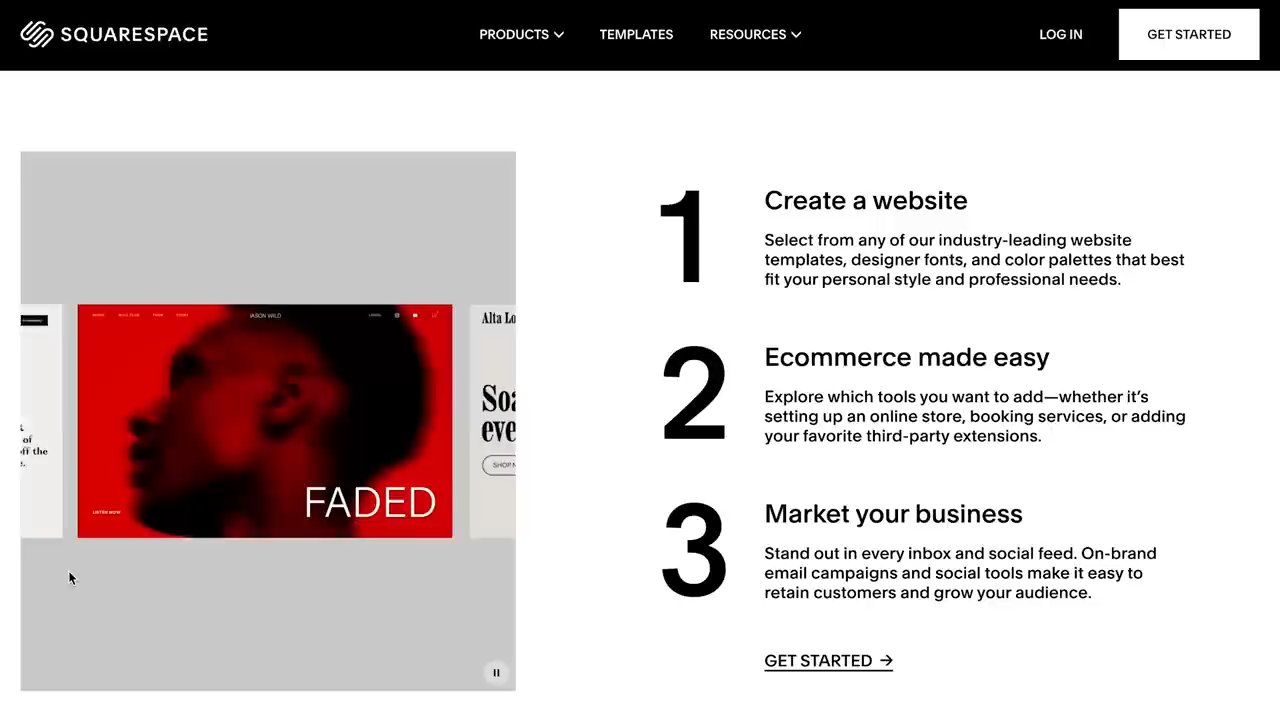 SQUARESPACE
PRODUCTS
TEMPLATES
RESOURCES
LOG IN
GET STARTED
JASON WILD
LISTEN NOW
FADED
of
off the
Alta Lo
Soa
eve
SHOP N
1
Create a website
Select from any of our industry-leading website
templates, designer fonts, and color palettes that best
fit your personal style and professional needs.
2
Ecommerce made easy
Explore which tools you want to add—whether it’s
setting up an online store, booking services, or adding
your favorite third-party extensions.
3
Market your business
Stand out in every inbox and social feed. On-brand
email campaigns and social tools make it easy to
retain customers and grow your audience.
GET STARTED →